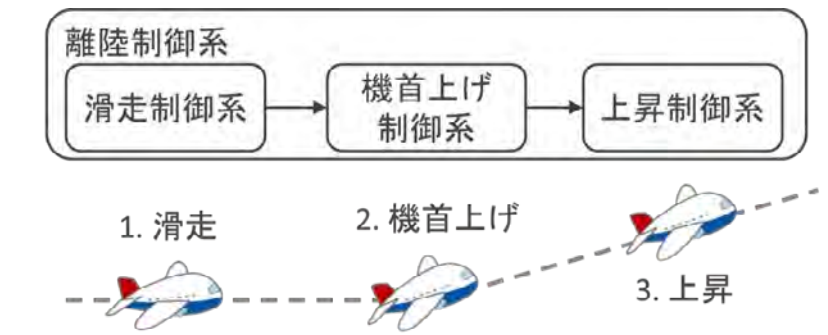 離陸制御系
滑走制御系
機首上げ
制御系
上昇制御系
1. 滑走
2. 機首上げ
3. 上昇